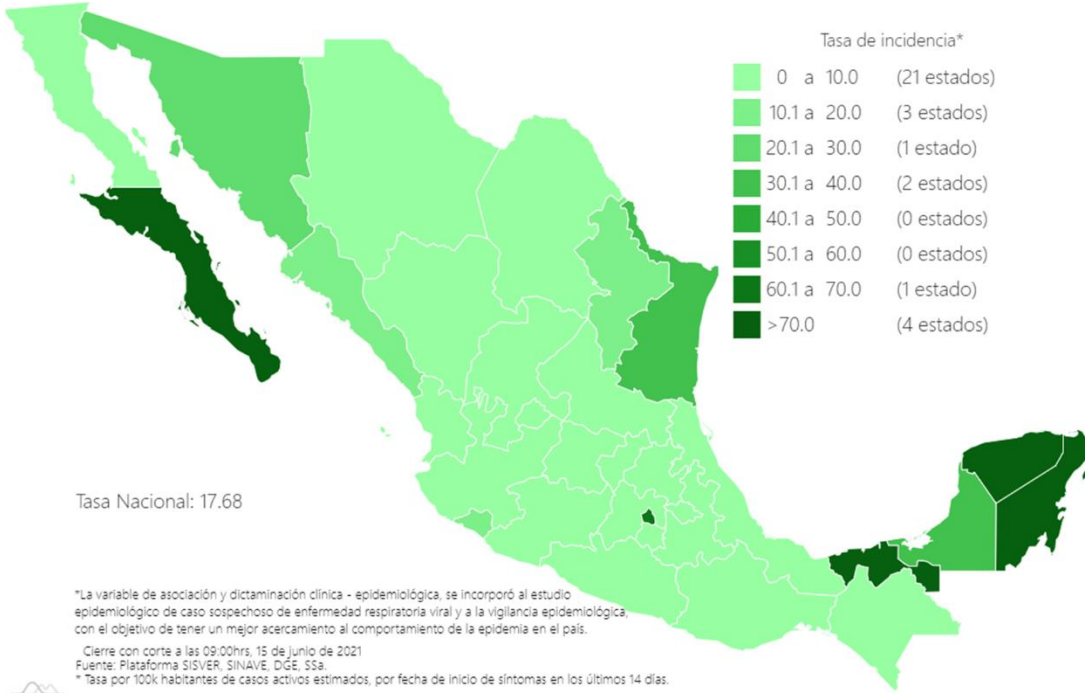 Tasa de incidencia*
0 a 10.0 (21 estados)
10.1 a 20.0 (3 estados)
20.1 a 30.0 (1 estado)
30.1 a 40.0 (2 estados)
40.1 a 50.0 (0 estados)
50.1 a 60.0 (0 estados)
60.1 a 70.0 (1 estado)
>70.0 (4 estados)
Tasa Nacional: 17.68
*La variable de asociación y dictaminación clínica - epidemiológica, se incorporó al estudio
epidemiológico de caso sospechoso de enfermedad respiratoria viral y a la vigilancia epidemiológica,
con el objetivo de tener un mejor acercamiento al comportamiento de la epidemia en el país.
Cierre con corte a las 09:00hrs, 15 de junio de 2021
Fuente: Plataforma SISVER, SINAVE, DGE, SSa.
* Tasa por 100k habitantes de casos activos estimados, por fecha de inicio de síntomas en los últimos 14 días.